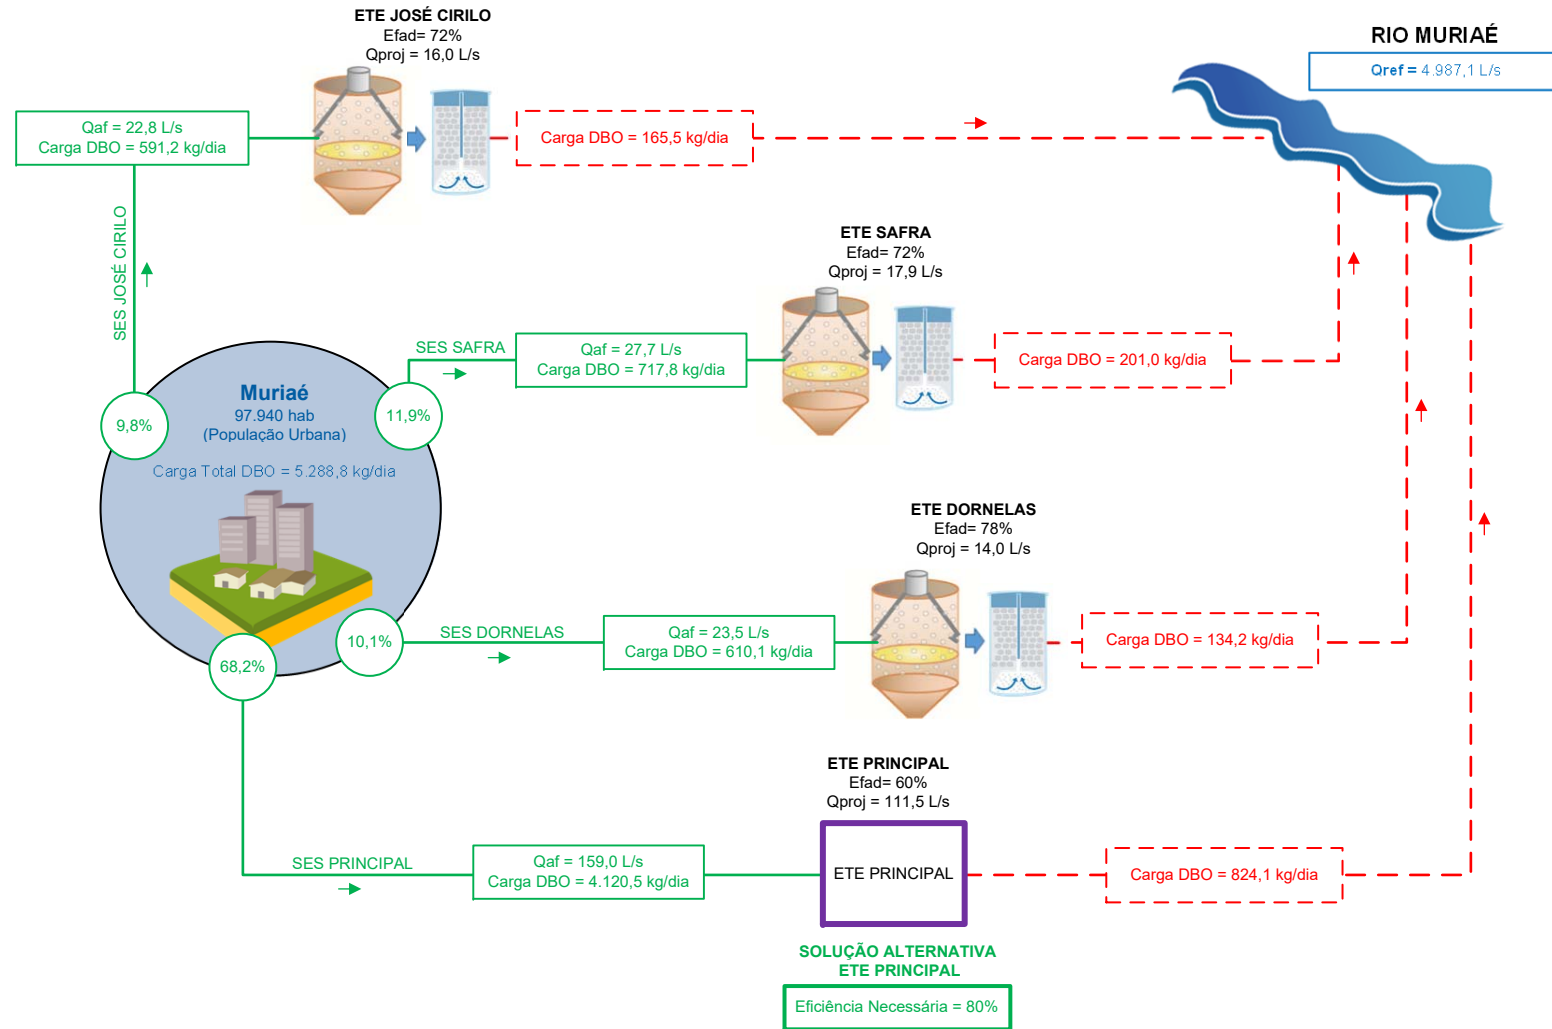 ETE JOSÉ CIRILO
Efad= 72%
Qproj = 16,0 L/s
RIO MURIAÉ
Qref = 4.987,1 L/s
Qaf = 22,8 L/s
Carga DBO = 591,2 kg/dia
Carga DBO = 165,5 kg/dia
SES JOSÉ CIRILO
ETE SAFRA
Efad= 72%
Qproj = 17,9 L/s
SES SAFRA
Qaf = 27,7 L/s
Carga DBO = 717,8 kg/dia
Carga DBO = 201,0 kg/dia
Muriaé
97.940 hab
(População Urbana)
Carga Total DBO = 5.288,8 kg/dia
9,8%
11,9%
10,1%
68,2%
ETE DORNELAS
Efad= 78%
Qproj = 14,0 L/s
SES DORNELAS
Qaf = 23,5 L/s
Carga DBO = 610,1 kg/dia
Carga DBO = 134,2 kg/dia
ETE PRINCIPAL
Efad= 60%
Qproj = 111,5 L/s
SES PRINCIPAL
Qaf = 159,0 L/s
Carga DBO = 4.120,5 kg/dia
ETE PRINCIPAL
Carga DBO = 824,1 kg/dia
SOLUÇÃO ALTERNATIVA
ETE PRINCIPAL
Eficiência Necessária = 80%